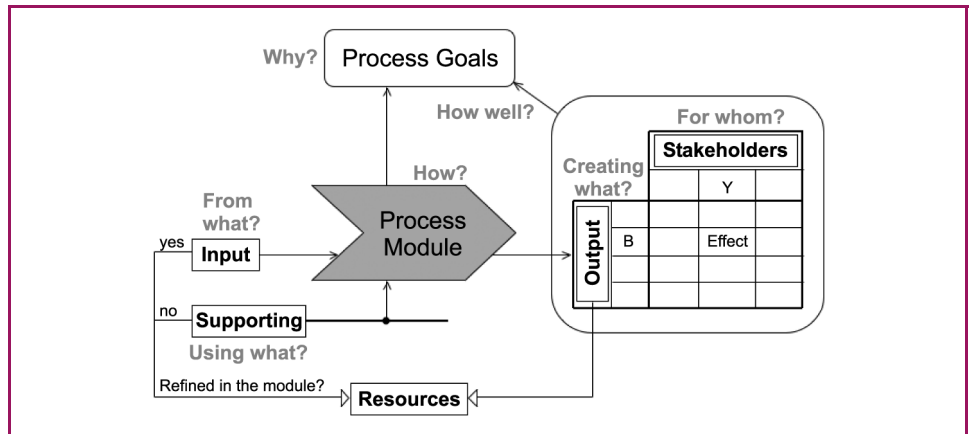 Why?
Process Goals
How well?
For whom?
Stakeholders
Creating
what?
Y
How?
From
what?
Process
Module
Output
B
Effect
yes
Input
no
Supporting
Using what?
Refined in the module?
Resources